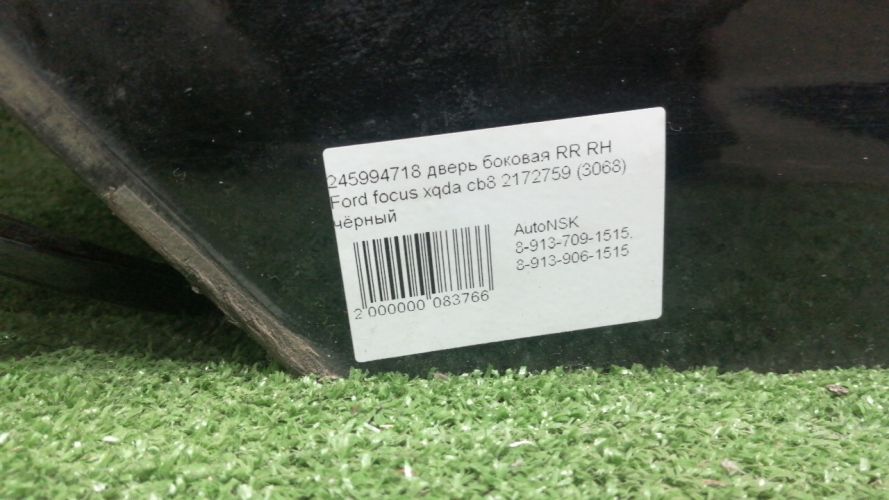 245994718 дверь боковая RR RH
Ford focus xqda cb8 2172759 (3068)
чёрный
AutoNSK
8-913-709-1515.
8-913-906-1515
2 000000 083766